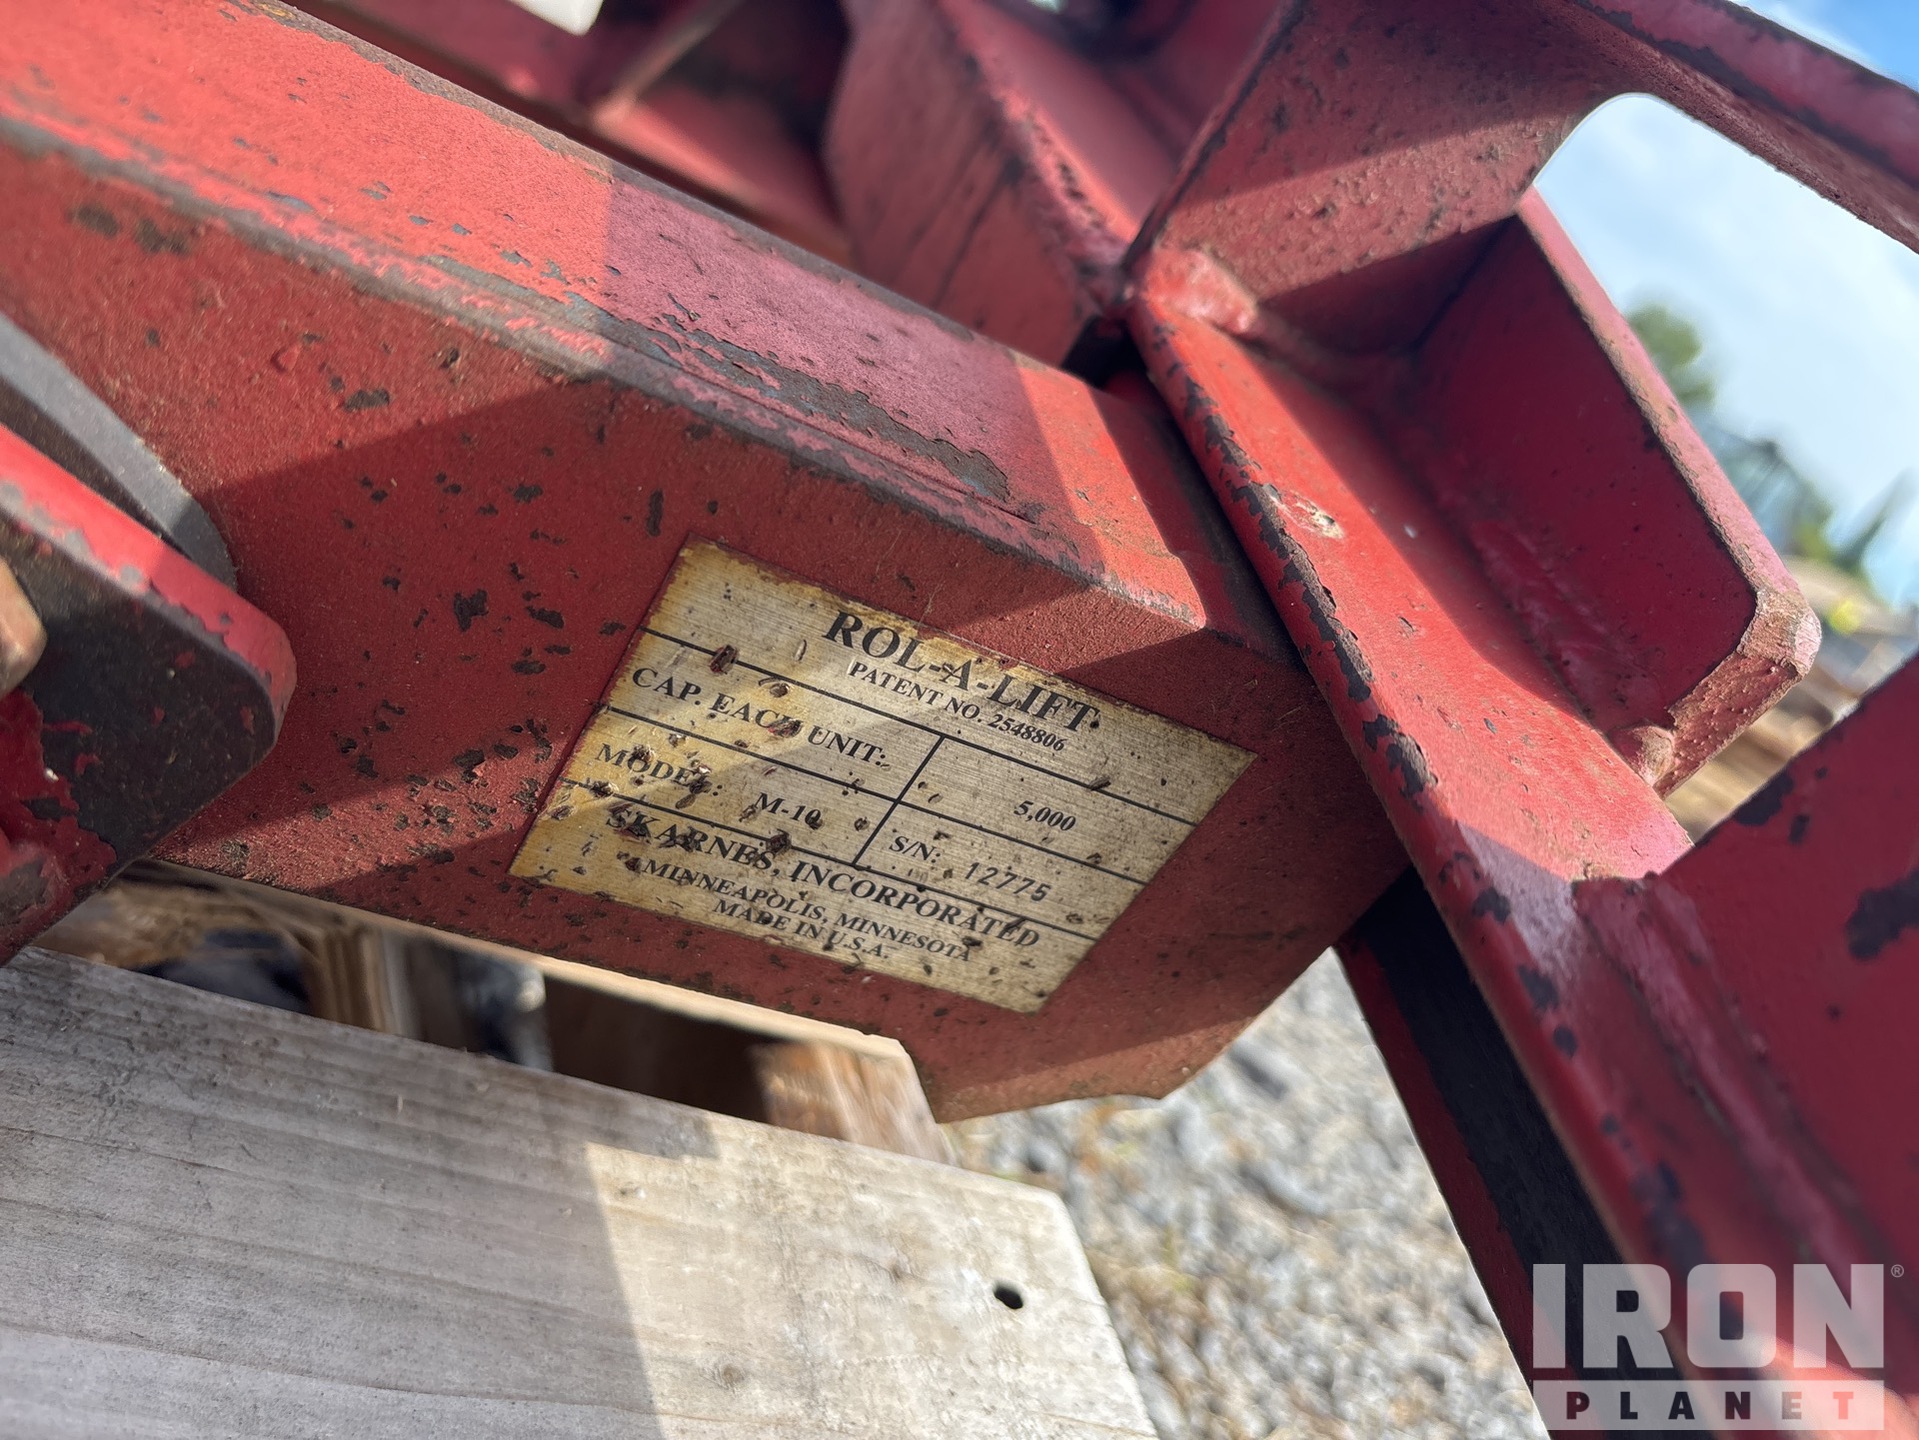 ROL-A-LIFT
PATENT NO. 2548806
CAP. EACH UNIT: 5,000
MODEL: M-10 S/N: 12775
SKARNES, INCORPORATED
MINNEAPOLIS, MINNESOTA
MADE IN U.S.A.
IRON®
PLANET